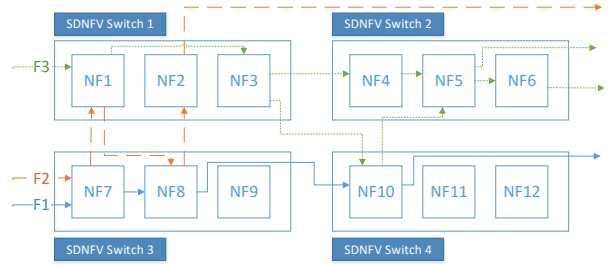 SDNFV Switch 1
SDNFV Switch 2
F3
NF1
NF2
NF3
NF4
NF5
NF6
F2
F1
NF7
NF8
NF9
NF10
NF11
NF12
SDNFV Switch 3
SDNFV Switch 4